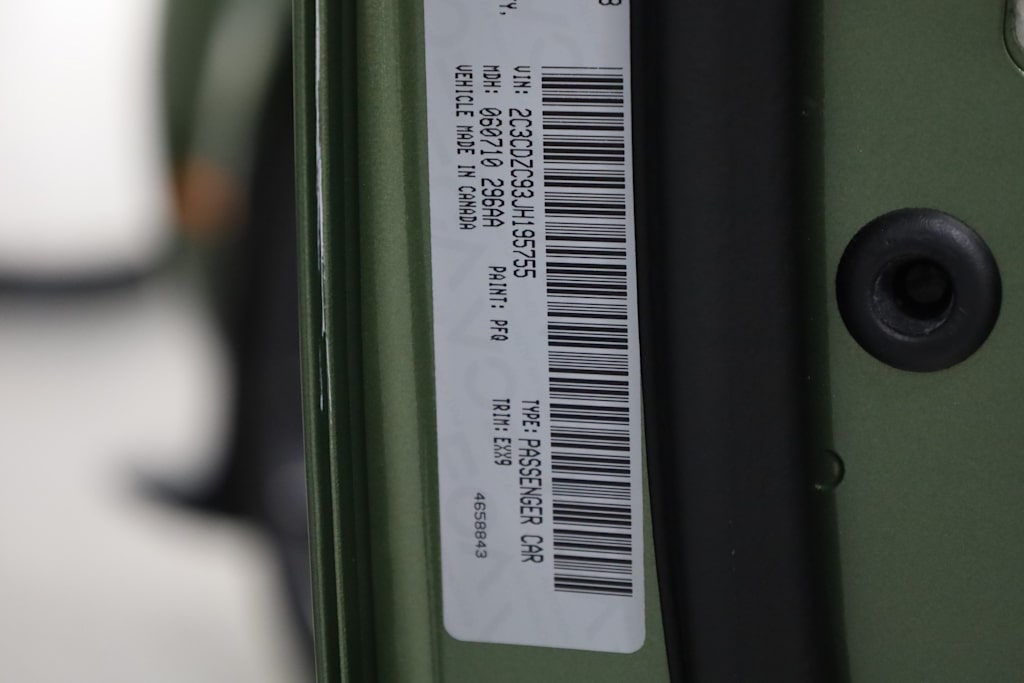 VIN: 2C3CDZC93JH195755 TYPE: PASSENGER CAR
MDH: 060710 296AA PAINT: PFQ TRIM: EXX9
VEHICLE MADE IN CANADA 4658843